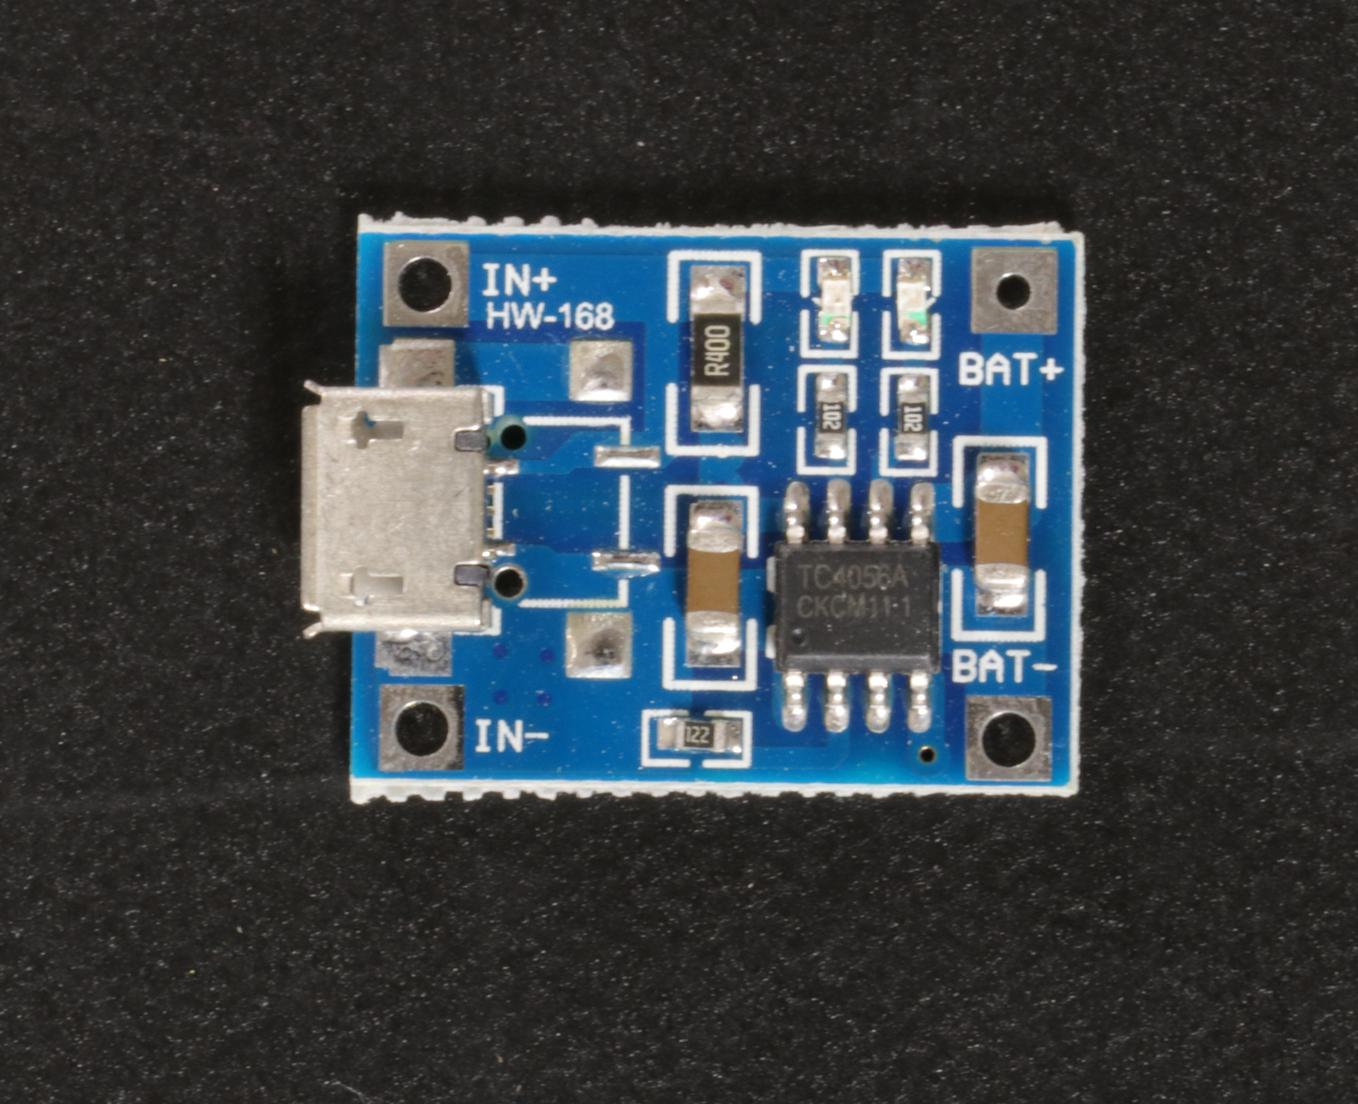 IN+
HW-168
R400
102
102
BAT+
TC4056A
CKCM11·1
BAT-
IN-
122